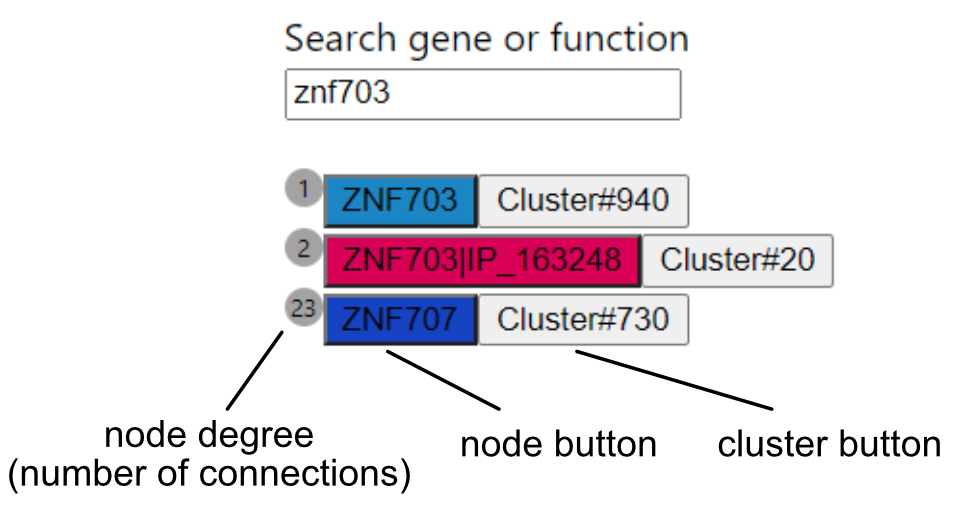 Search gene or function
znf703
1 ZNF703 Cluster#940
2 ZNF703|IP_163248 Cluster#20
23 ZNF707 Cluster#730
node degree
(number of connections)
node button
cluster button